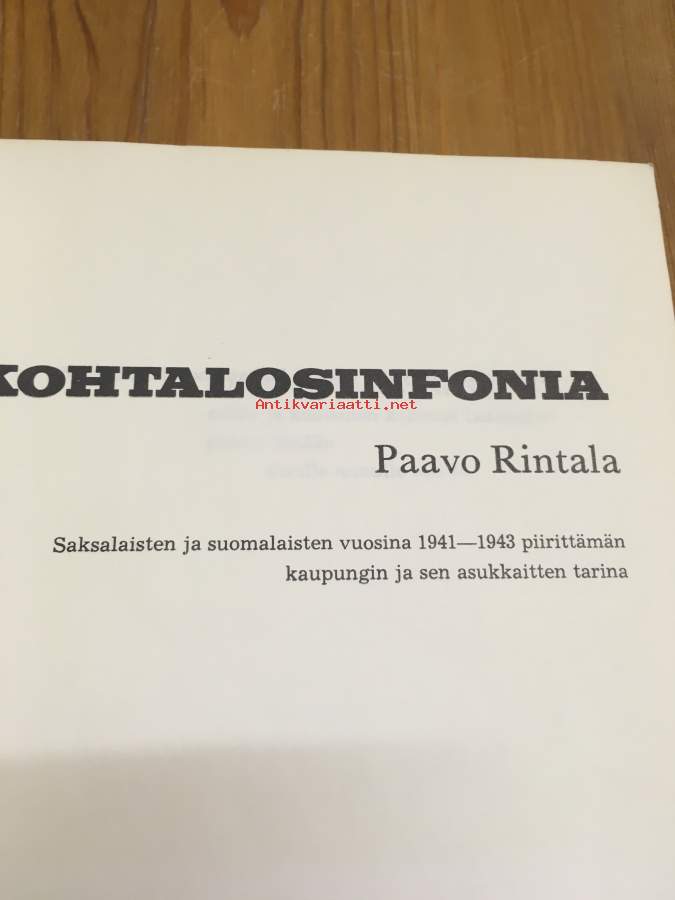 KOHTALOSINFONIA
Antikvariaatti.net
Paavo Rintala
Saksalaisten ja suomalaisten vuosina 1941—1943 piirittämän
kaupungin ja sen asukkaitten tarina